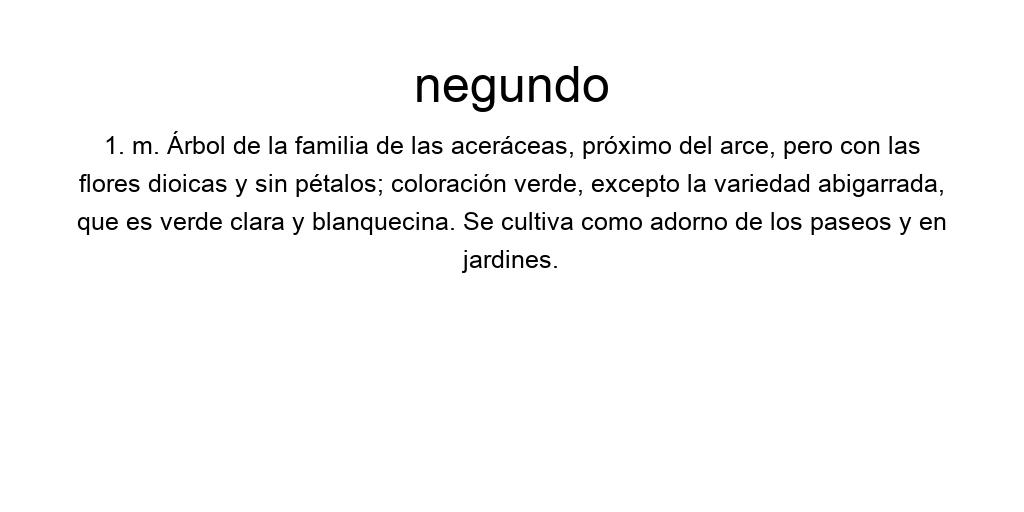 negundo
1. m. Árbol de la familia de las aceráceas, próximo del arce, pero con las
flores dioicas y sin pétalos; coloración verde, excepto la variedad abigarrada,
que es verde clara y blanquecina. Se cultiva como adorno de los paseos y en
jardines.